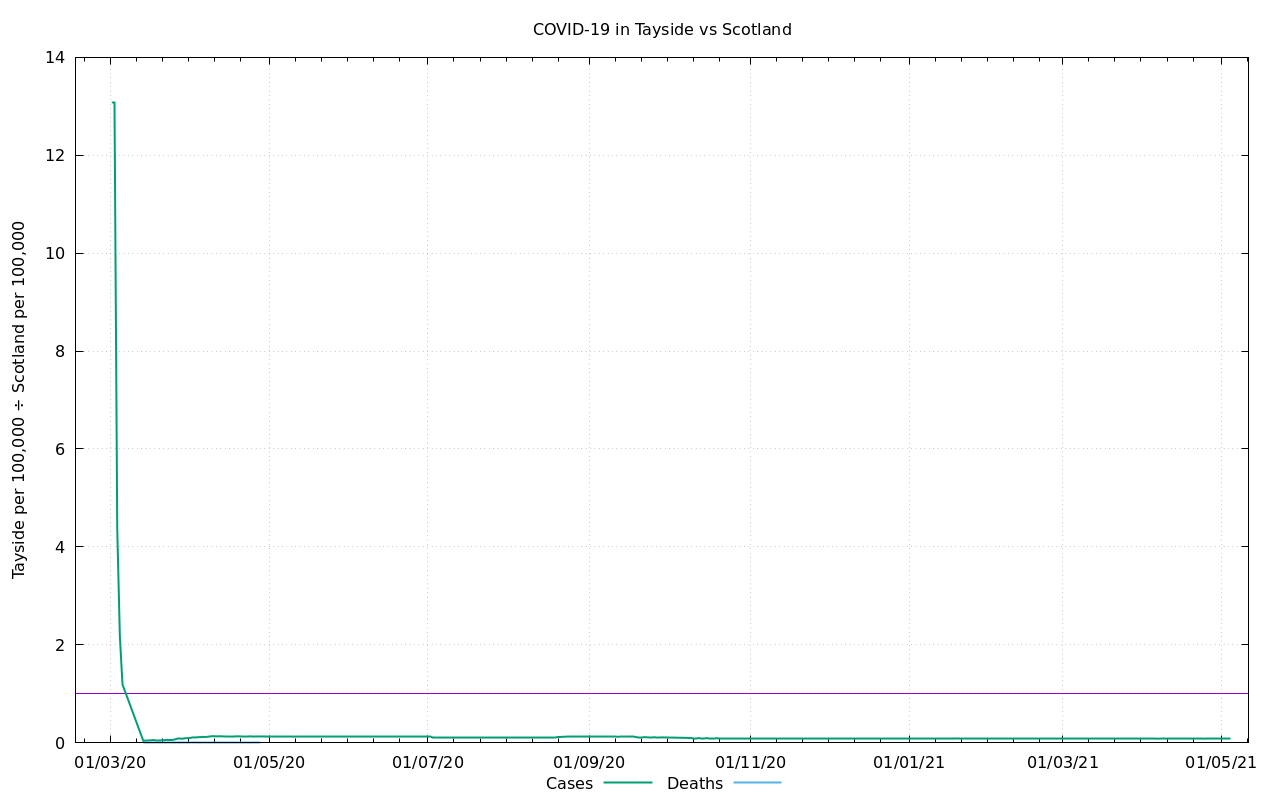 COVID-19 in Tayside vs Scotland
Tayside per 100,000 ÷ Scotland per 100,000
14
12
10
8
6
4
2
0
01/03/20 01/05/20 01/07/20 01/09/20 01/11/20 01/01/21 01/03/21 01/05/21
Cases Deaths